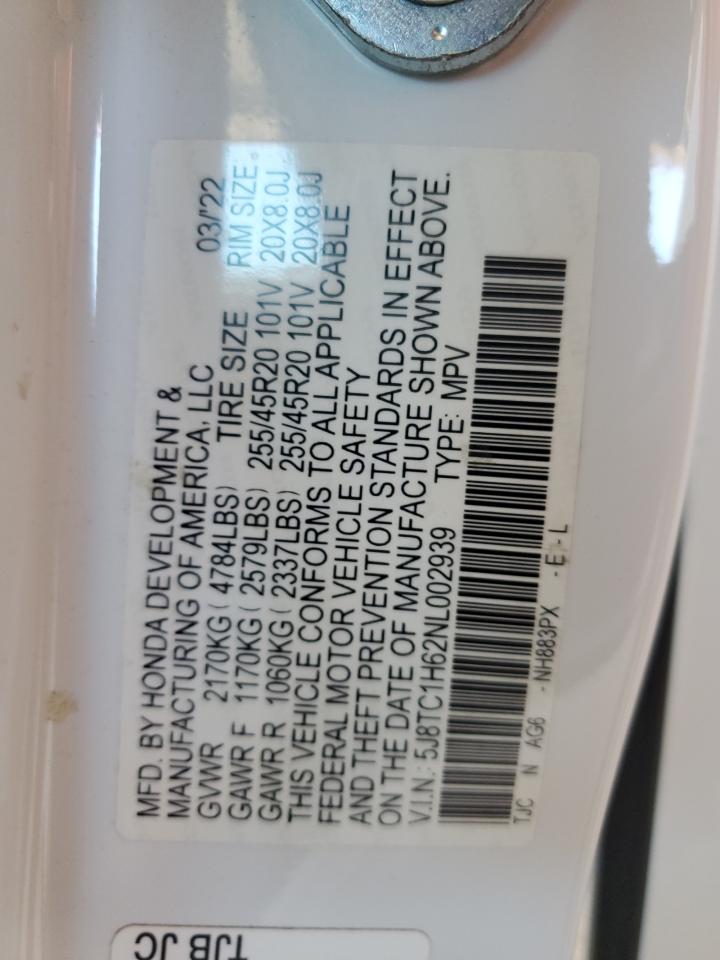 MFD. BY HONDA DEVELOPMENT &
MANUFACTURING OF AMERICA, LLC 03/'22
GVWR 2170KG ( 4784LBS) TIRE SIZE RIM SIZE
GAWR F 1170KG ( 2579LBS) 255/45R20 101V 20X8.0J
GAWR R 1060KG ( 2337LBS) 255/45R20 101V 20X8.0J
THIS VEHICLE CONFORMS TO ALL APPLICABLE
FEDERAL MOTOR VEHICLE SAFETY
AND THEFT PREVENTION STANDARDS IN EFFECT
ON THE DATE OF MANUFACTURE SHOWN ABOVE.
V.I.N.: 5J8TC1H62NL002939 TYPE: MPV
TJC N AG6 -NH883PX -E -L
TJB JC